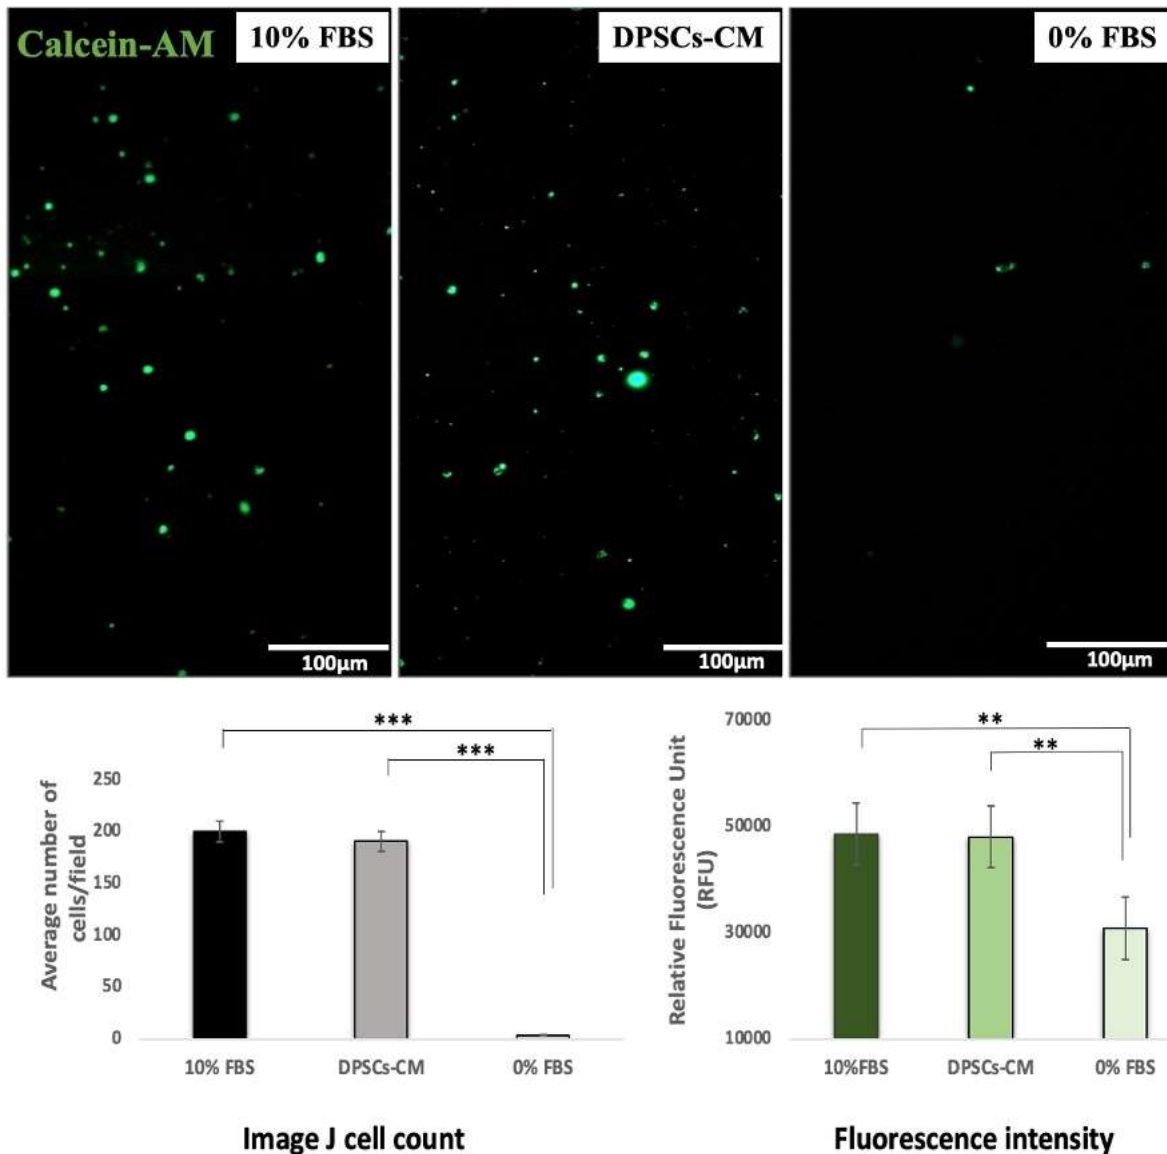 Calcein-AM
10% FBS
DPSCs-CM
0% FBS
100μm
100μm
100μm
***
***
250
200
150
100
50
0
Average number of
cells/field
10% FBS
DPSCs-CM
0% FBS
Image J cell count
**
**
70000
50000
30000
10000
Relative Fluorescence Unit
(RFU)
10%FBS
DPSCs-CM
0% FBS
Fluorescence intensity